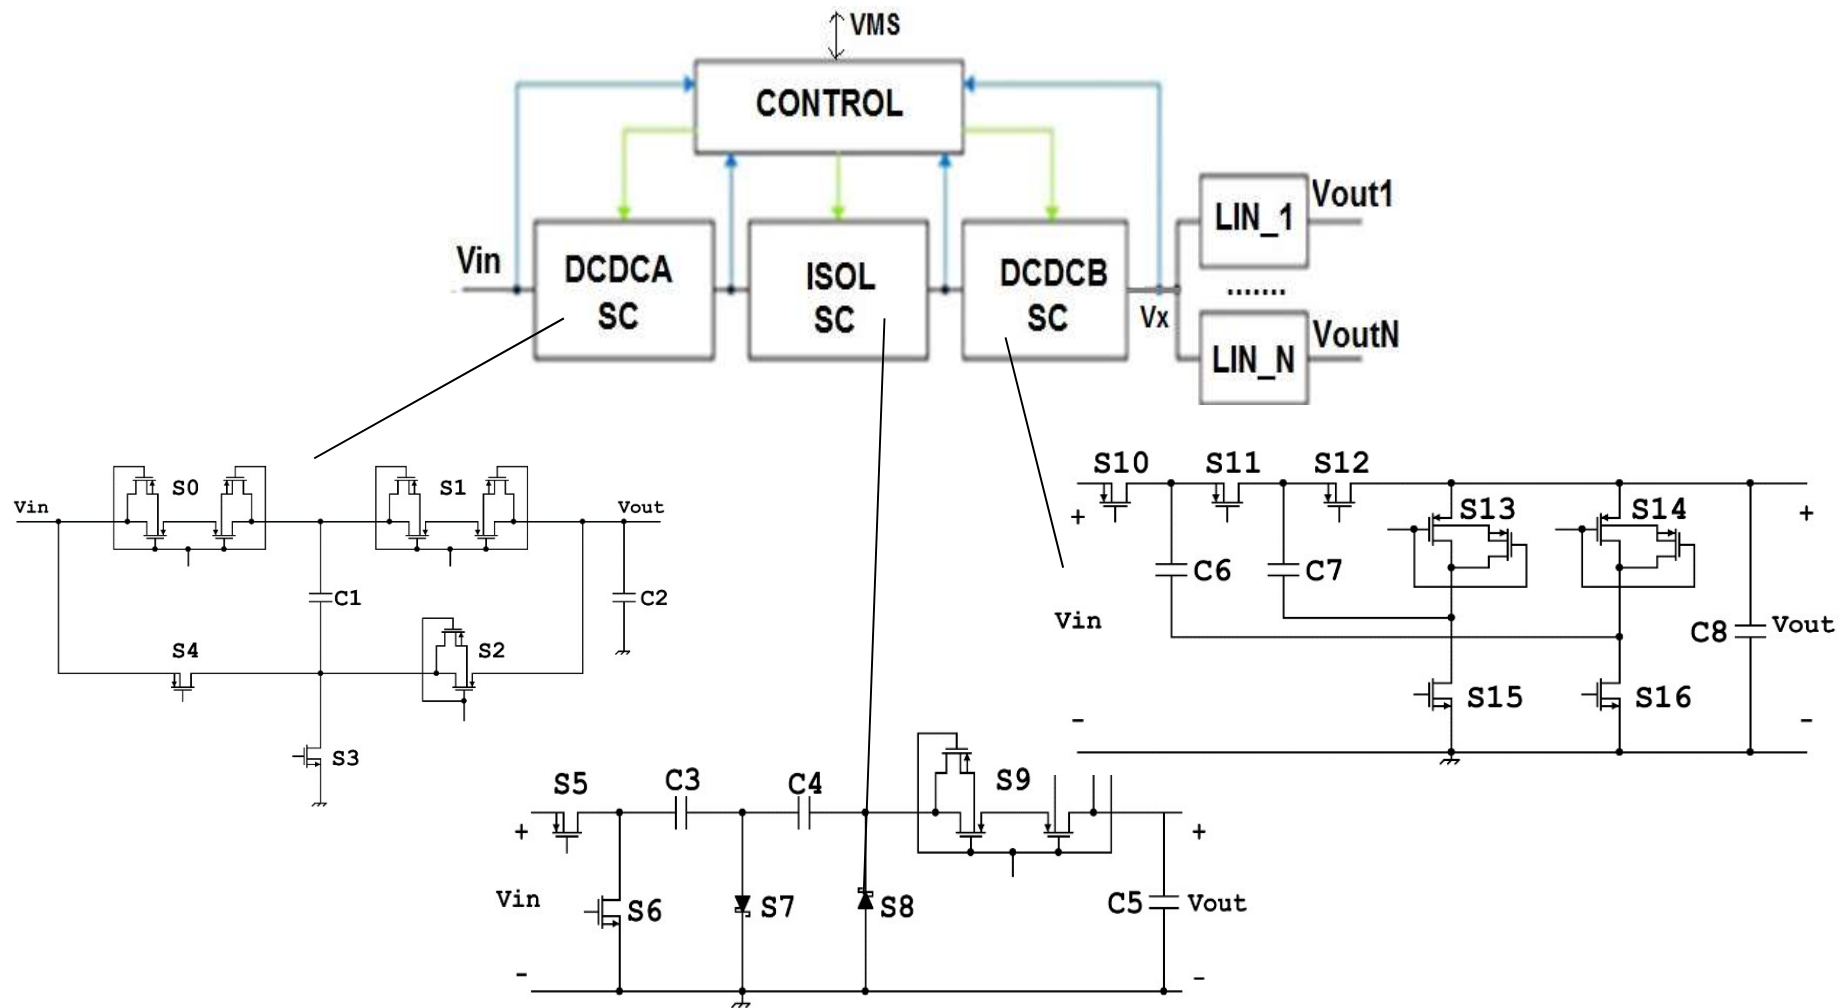 VMS
CONTROL
Vin
DCDCA
SC
ISOL
SC
DCDCB
SC
Vx
LIN_1
Vout1
.......
LIN_N
VoutN
Vin
S0
S1
Vout
C1
C2
S4
S2
S3
S10
S11
S12
S13
S14
+
+
C6
C7
Vin
C8
Vout
S15
S16
-
-
S5
C3
C4
S9
+
+
Vin
S6
S7
S8
C5
Vout
-
-